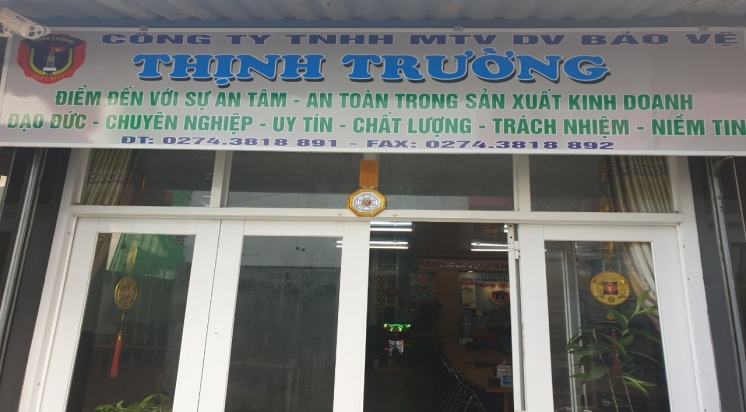 CÔNG TY TNHH MTV DV BẢO VỆ
THỊNH TRƯỜNG
SECURITY
ĐIỂM ĐẾN VỚI SỰ AN TÂM - AN TOÀN TRONG SẢN XUẤT KINH DOANH
ĐẠO ĐỨC - CHUYÊN NGHIỆP - UY TÍN - CHẤT LƯỢNG - TRÁCH NHIỆM - NIỀM TIN
ĐT: 0274.3818 891 - FAX: 0274.3818 892